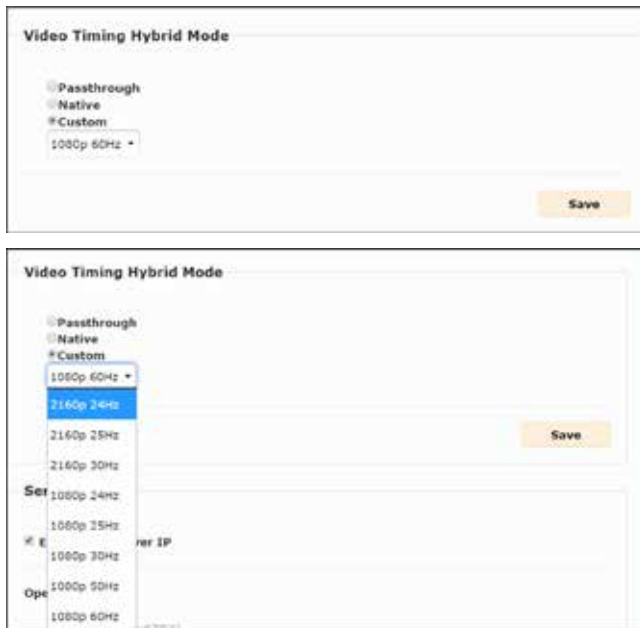 Video Timing Hybrid Mode
Passthrough
Native
Custom
1080p 60Hz
Save
Video Timing Hybrid Mode
Passthrough
Native
Custom
1080p 60Hz
2160p 24Hz
2160p 25Hz
Save
2160p 30Hz
Ser
1080p 24Hz
1080p 25Hz
E
ver IP
1080p 30Hz
Ope
1080p 50Hz
1080p 60Hz